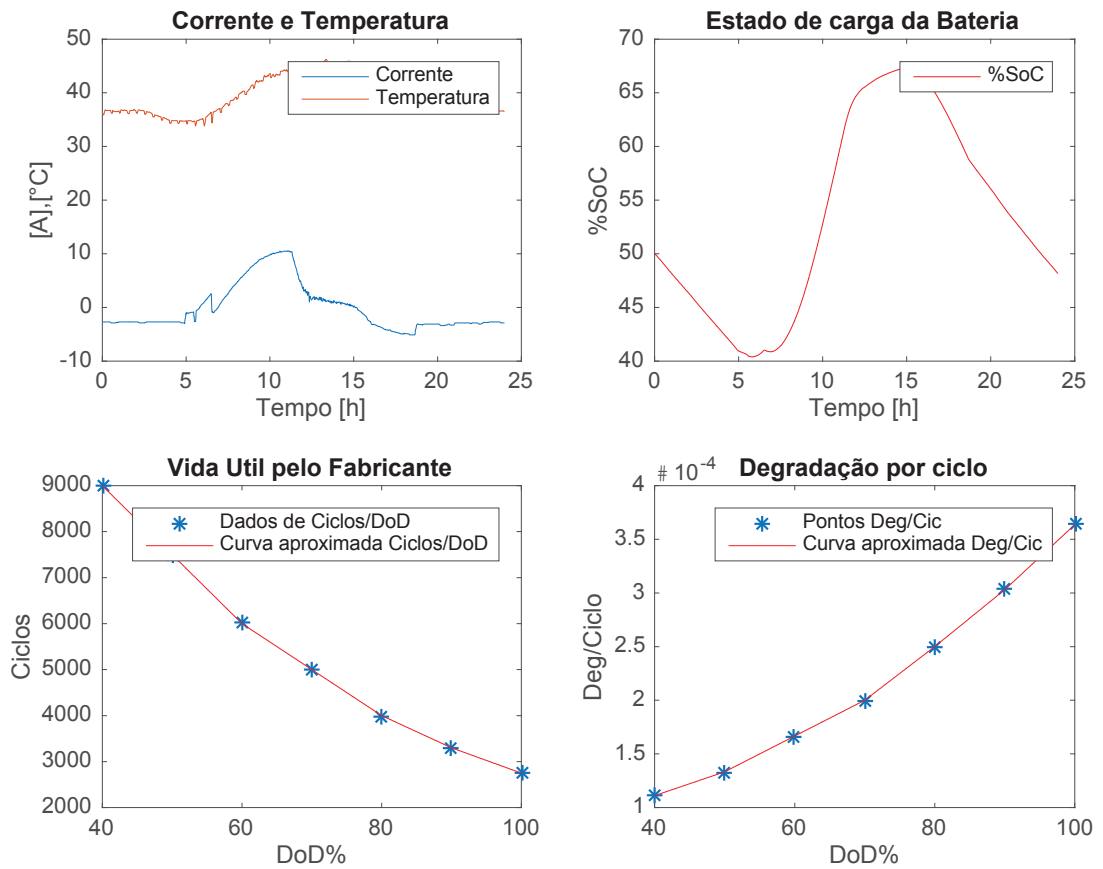 Corrente e Temperatura
50
40
30
20
10
0
-10
[A],[°C]
Corrente
Temperatura
0 5 10 15 20 25
Tempo [h]
Estado de carga da Bateria
70
65
60
55
50
45
40
%SoC
%SoC
0 5 10 15 20 25
Tempo [h]
Vida Util pelo Fabricante
9000
8000
7000
6000
5000
4000
3000
2000
Ciclos
Dados de Ciclos/DoD
Curva aproximada Ciclos/DoD
40 60 80 100
DoD%
# 10-4
Degradação por ciclo
4
3.5
3
2.5
2
1.5
1
Deg/Ciclo
Pontos Deg/Cic
Curva aproximada Deg/Cic
40 60 80 100
DoD%